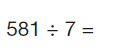 581 ÷ 7 =